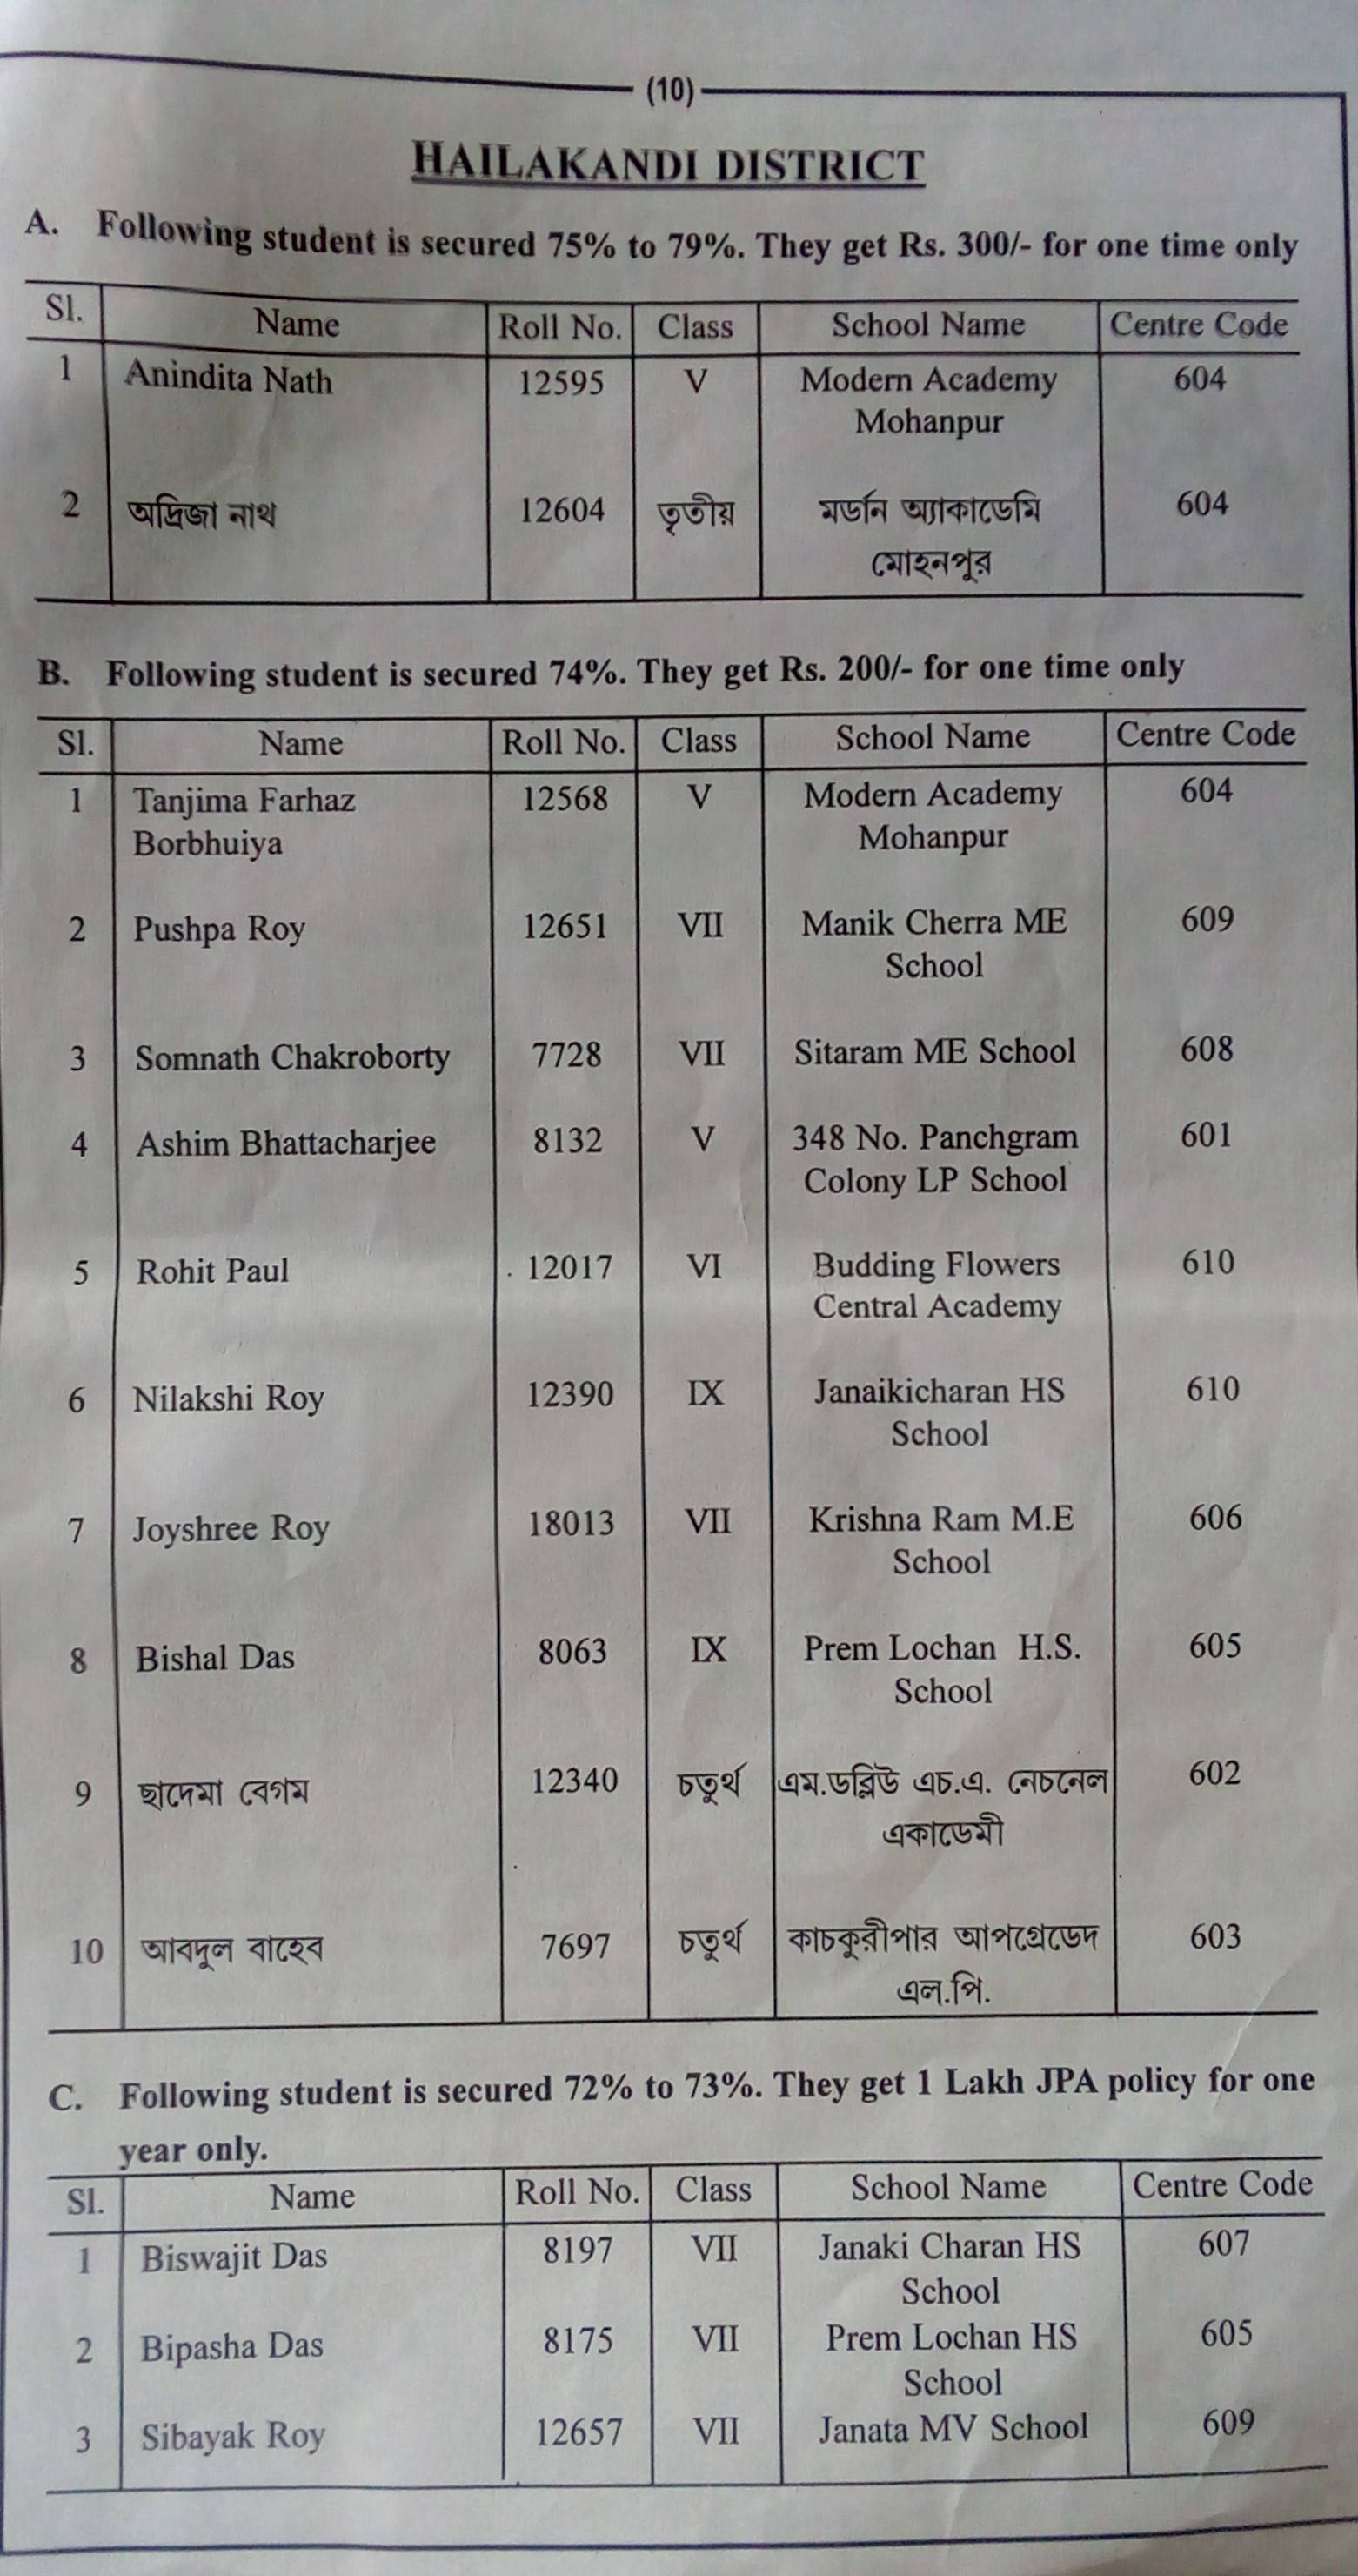 (10)
HAILAKANDI DISTRICT
A. Following student is secured 75% to 79%. They get Rs. 300/- for one time only
Sl. Name Roll No. Class School Name Centre Code
1 Anindita Nath 12595 V Modern Academy 604
Mohanpur
2 অদ্রিজা নাথ 12604 তৃতীয় মর্ডান অ্যাকাডেমি 604
মোহনপুর
B. Following student is secured 74%. They get Rs. 200/- for one time only
Sl. Name Roll No. Class School Name Centre Code
1 Tanjima Farhaz 12568 V Modern Academy 604
Borbhuiya Mohanpur
2 Pushpa Roy 12651 VII Manik Cherra ME 609
School
3 Somnath Chakroborty 7728 VII Sitaram ME School 608
4 Ashim Bhattacharjee 8132 V 348 No. Panchgram 601
Colony LP School
5 Rohit Paul 12017 VI Budding Flowers 610
Central Academy
6 Nilakshi Roy 12390 IX Janaikicharan HS 610
School
7 Joyshree Roy 18013 VII Krishna Ram M.E 606
School
8 Bishal Das 8063 IX Prem Lochan H.S. 605
School
9 ছাদেমা বেগম 12340 চতুর্থ এম.ডব্লিউ এচ.এ. নেচনেল 602
একাডেমী
10 আবদুল বাহেব 7697 চতুর্থ কাচকুরীপার আপগ্রেডেদ 603
এল.পি.
C. Following student is secured 72% to 73%. They get 1 Lakh JPA policy for one
year only.
Sl. Name Roll No. Class School Name Centre Code
1 Biswajit Das 8197 VII Janaki Charan HS 607
School
2 Bipasha Das 8175 VII Prem Lochan HS 605
School
3 Sibayak Roy 12657 VII Janata MV School 609